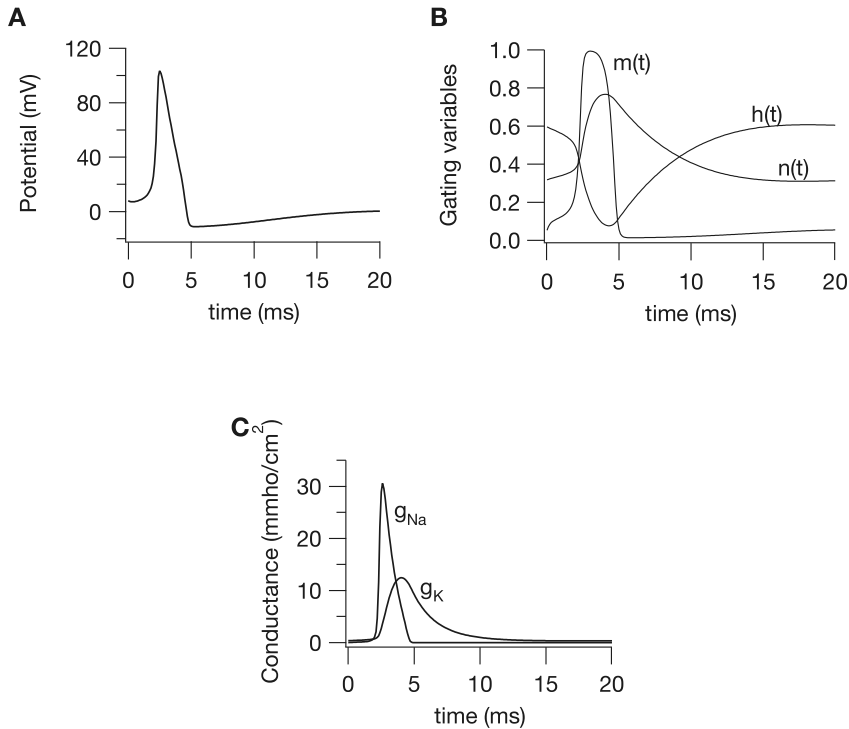 A
120
80
40
0
Potential (mV)
0 5 10 15 20
time (ms)
B
1.0
0.8
0.6
0.4
0.2
0.0
Gating variables
m(t)
h(t)
n(t)
0 5 10 15 20
time (ms)
C
30
20
10
0
Conductance (mmho/cm²)
gNa
gK
0 5 10 15 20
time (ms)